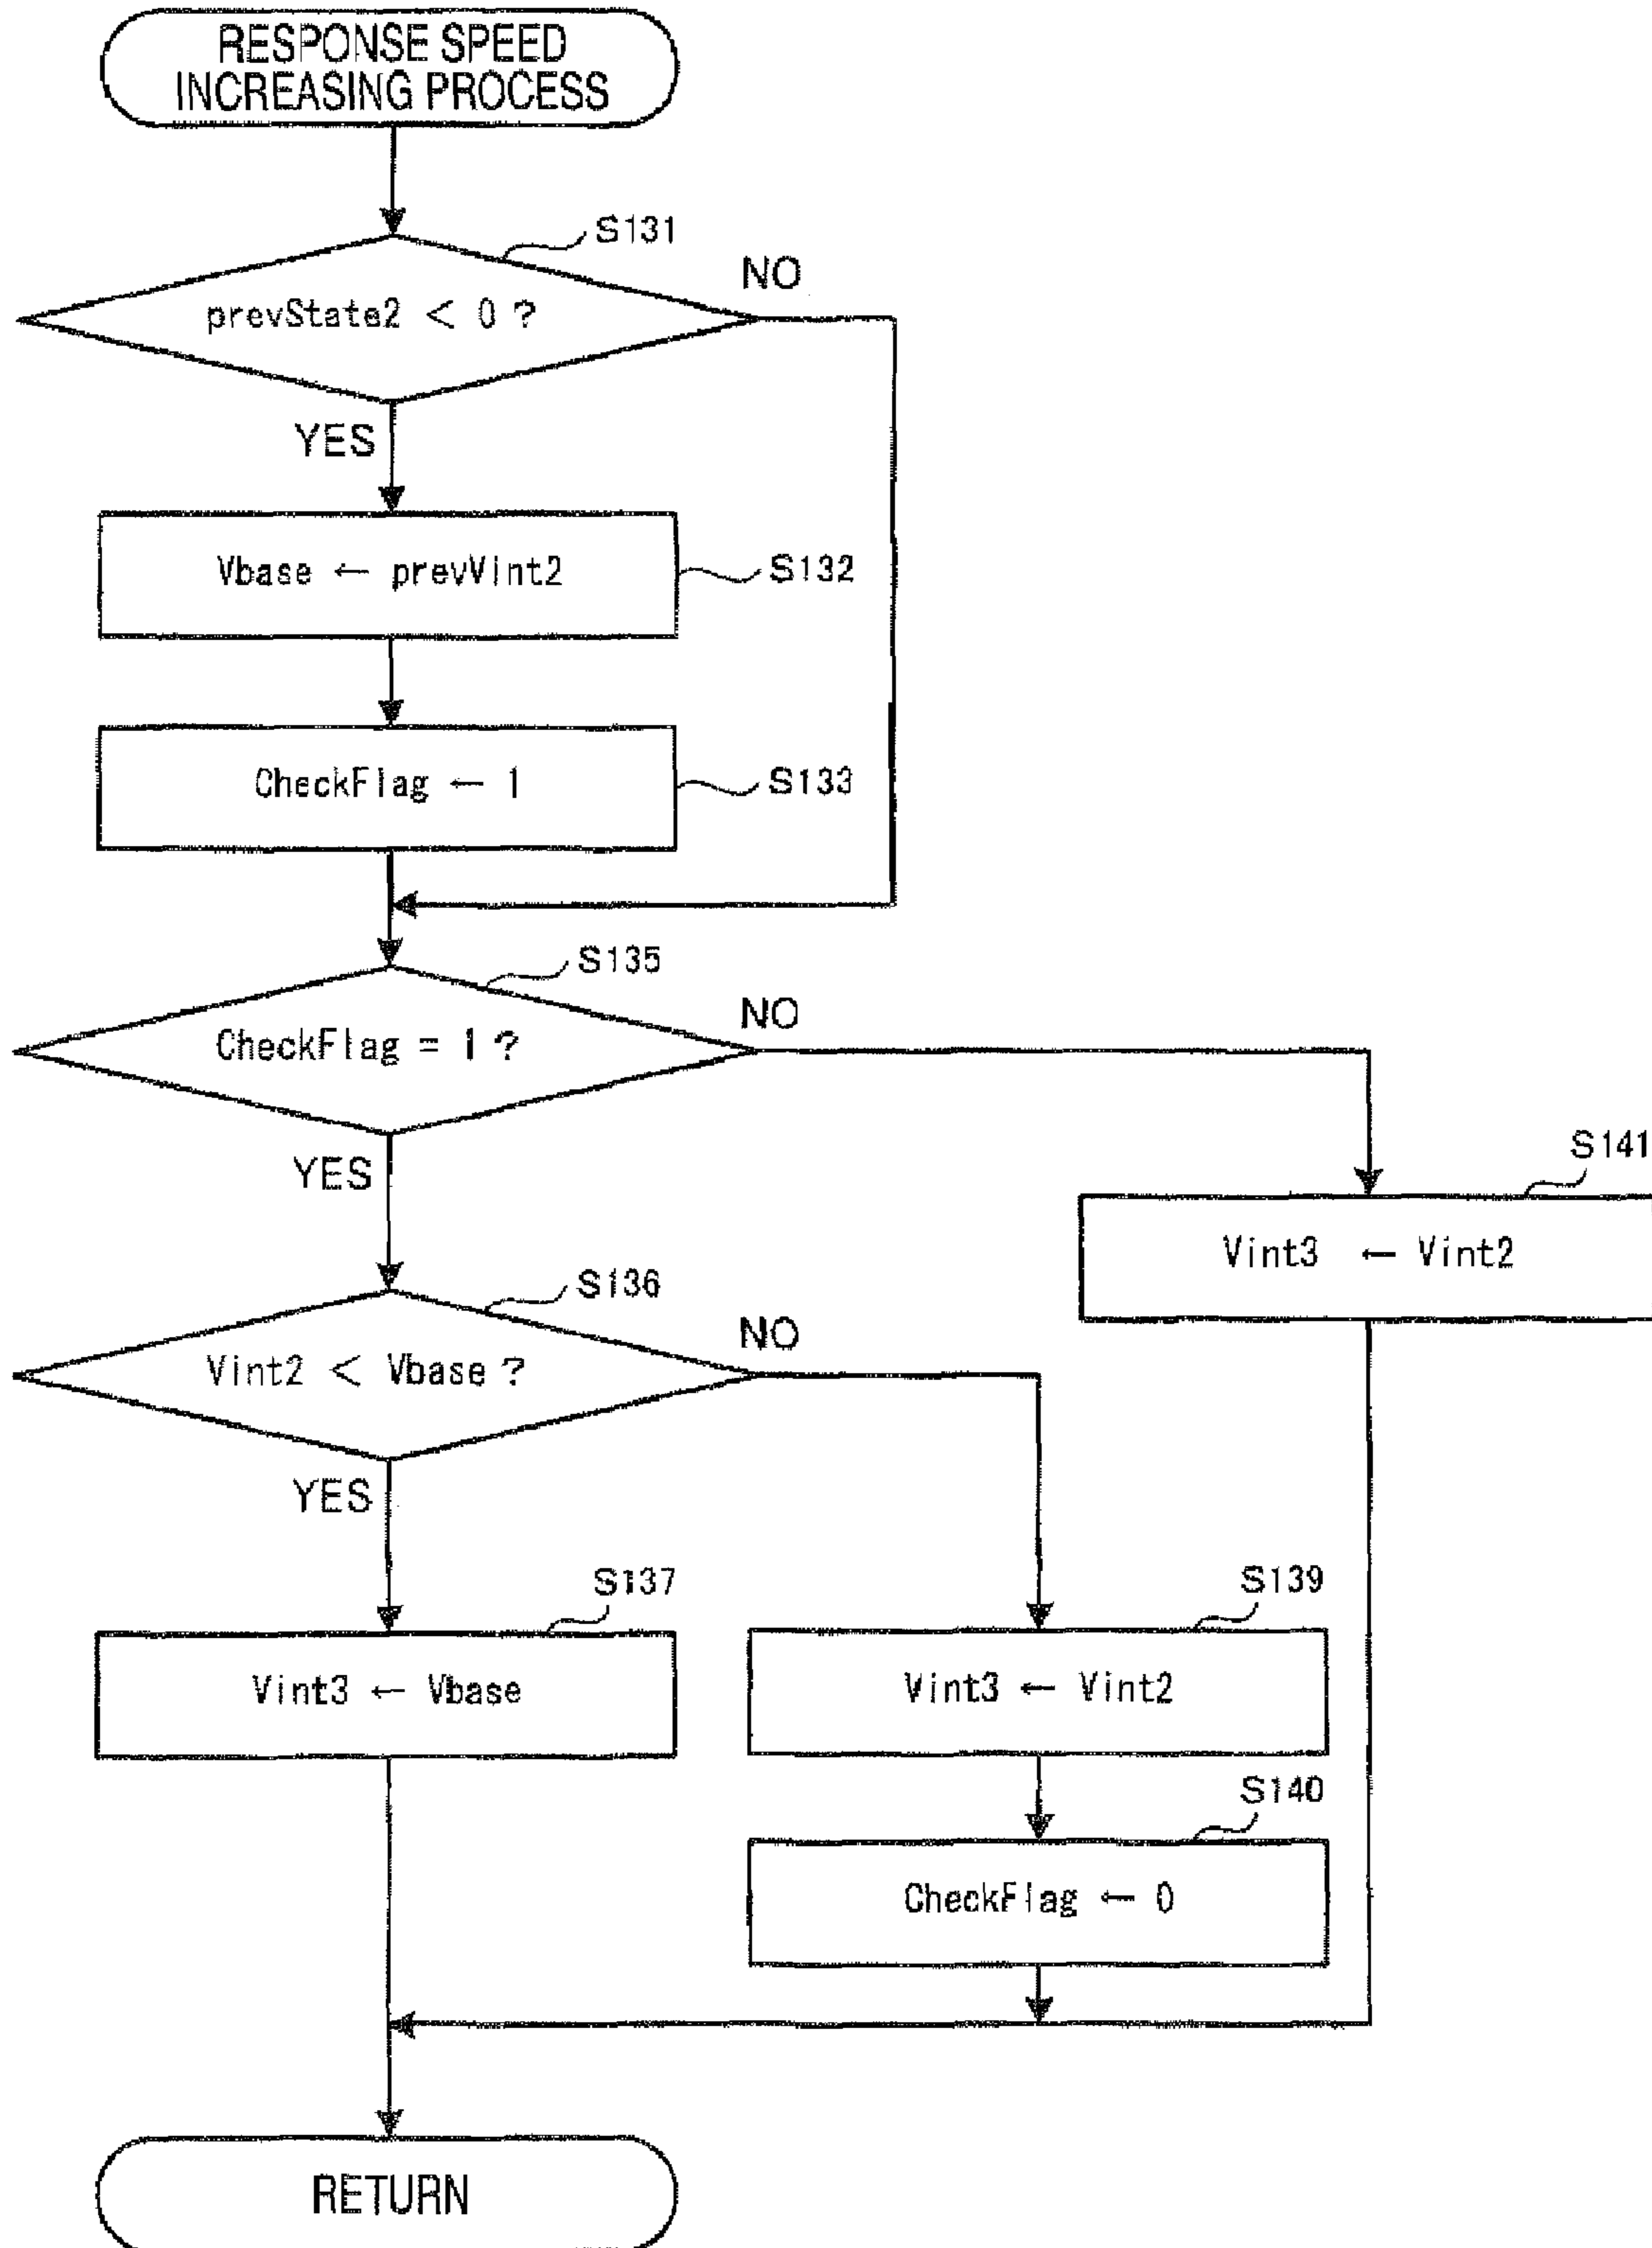 RESPONSE SPEED
INCREASING PROCESS
S131
prevState2 < 0 ?
NO
YES
Vbase ← prevVint2
S132
CheckFlag ← 1
S133
S135
CheckFlag = 1 ?
NO
YES
S141
Vint3 ← Vint2
S136
Vint2 < Vbase ?
NO
YES
S137
Vint3 ← Vbase
S139
Vint3 ← Vint2
S140
CheckFlag ← 0
RETURN